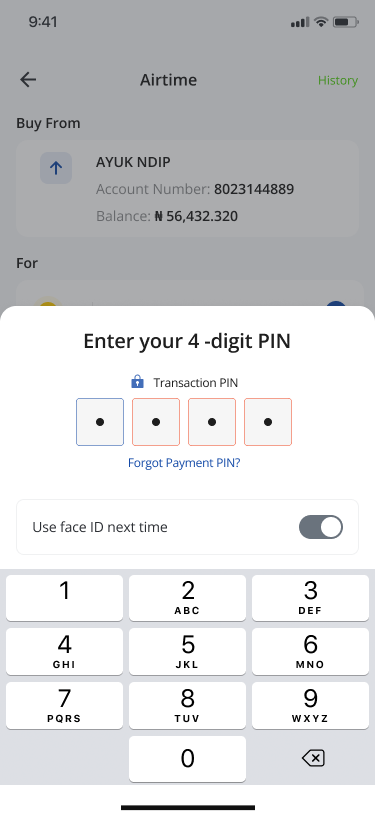 9:41
Airtime
History
Buy From
AYUK NDIP
Account Number: 8023144889
Balance: ₦ 56,432.320
For
Enter your 4 -digit PIN
Transaction PIN
Forgot Payment PIN?
Use face ID next time
1
2
ABC
3
DEF
4
GHI
5
JKL
6
MNO
7
PQRS
8
TUV
9
WXYZ
0